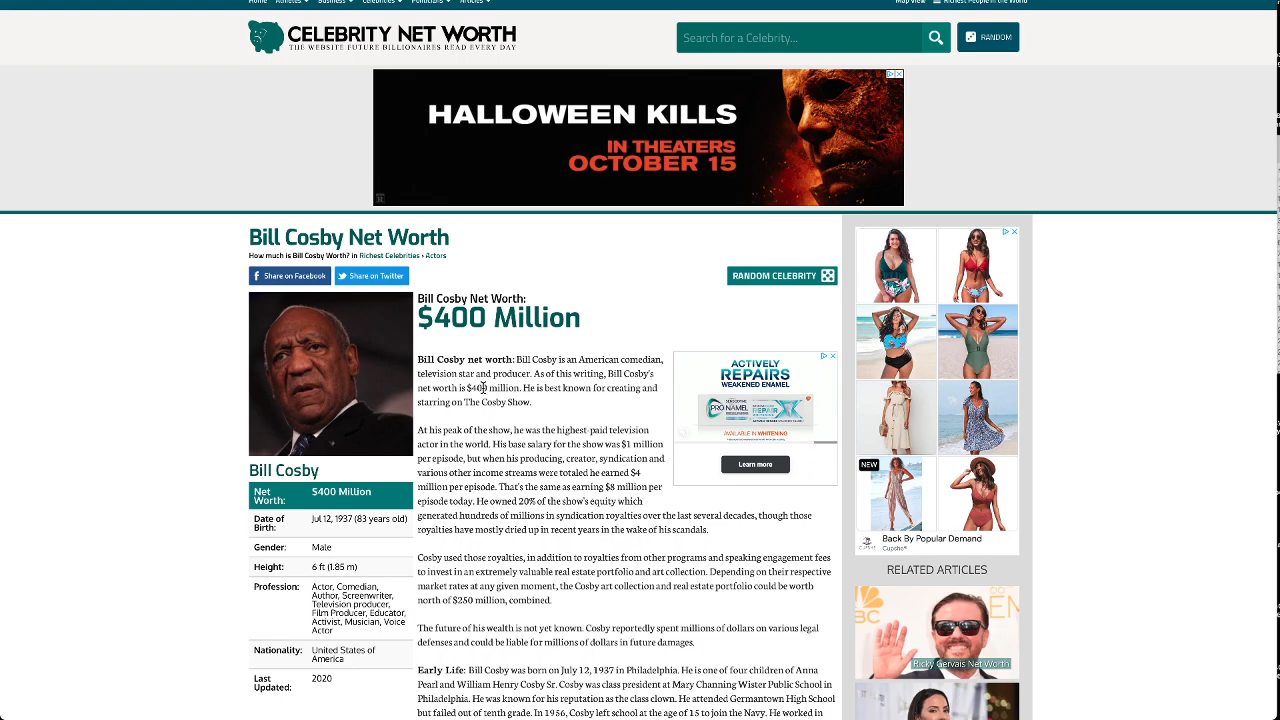 Home Athletes Business Celebrities Politicians Articles Map View Richest People in the World
CELEBRITY NET WORTH
THE WEBSITE FUTURE BILLIONAIRES READ EVERY DAY
Search for a Celebrity...
RANDOM
HALLOWEEN KILLS
IN THEATERS
OCTOBER 15
Bill Cosby Net Worth
How much is Bill Cosby Worth? in Richest Celebrities › Actors
Share on Facebook
Share on Twitter
RANDOM CELEBRITY
Bill Cosby Net Worth:
$400 Million
Bill Cosby net worth: Bill Cosby is an American comedian,
television star and producer. As of this writing, Bill Cosby's
net worth is $400 million. He is best known for creating and
starring on The Cosby Show.
At his peak of the show, he was the highest-paid television
actor in the world. His base salary for the show was $1 million
per episode, but when his producing, creator, syndication and
various other income streams were totaled he earned $4
million per episode. That's the same as earning $8 million per
episode today. He owned 20% of the show's equity which
generated hundreds of millions in syndication royalties over the last several decades, though those
royalties have mostly dried up in recent years in the wake of his scandals.
Cosby used those royalties, in addition to royalties from other programs and speaking engagement fees
to invest in an extremely valuable real estate portfolio and art collection. Depending on their respective
market rates at any given moment, the Cosby art collection and real estate portfolio could be worth
north of $250 million, combined.
The future of his wealth is not yet known. Cosby reportedly spent millions of dollars on various legal
defenses and could be liable for millions of dollars in future damages.
Early Life: Bill Cosby was born on July 12, 1937 in Philadelphia. He is one of four children of Anna
Pearl and William Henry Cosby Sr. Cosby was class president at Mary Channing Wister Public School in
Philadelphia. He was known for his reputation as the class clown. He attended Germantown High School
but failed out of tenth grade. In 1956, Cosby left school at the age of 15 to join the Navy. He worked in
Bill Cosby
Net
Worth:
$400 Million
Date of
Birth:
Jul 12, 1937 (83 years old)
Gender:
Male
Height:
6 ft (1.85 m)
Profession:
Actor, Comedian,
Author, Screenwriter,
Television producer,
Film Producer, Educator,
Activist, Musician, Voice
Actor
Nationality:
United States of
America
Last
Updated:
2020
ACTIVELY
REPAIRS
WEAKENED ENAMEL
PRO NAMEL
REPAIR
AVAILABLE IN WHITENING
Learn more
NEW
Back By Popular Demand
Cupshe®
RELATED ARTICLES
Ricky Gervais Net Worth